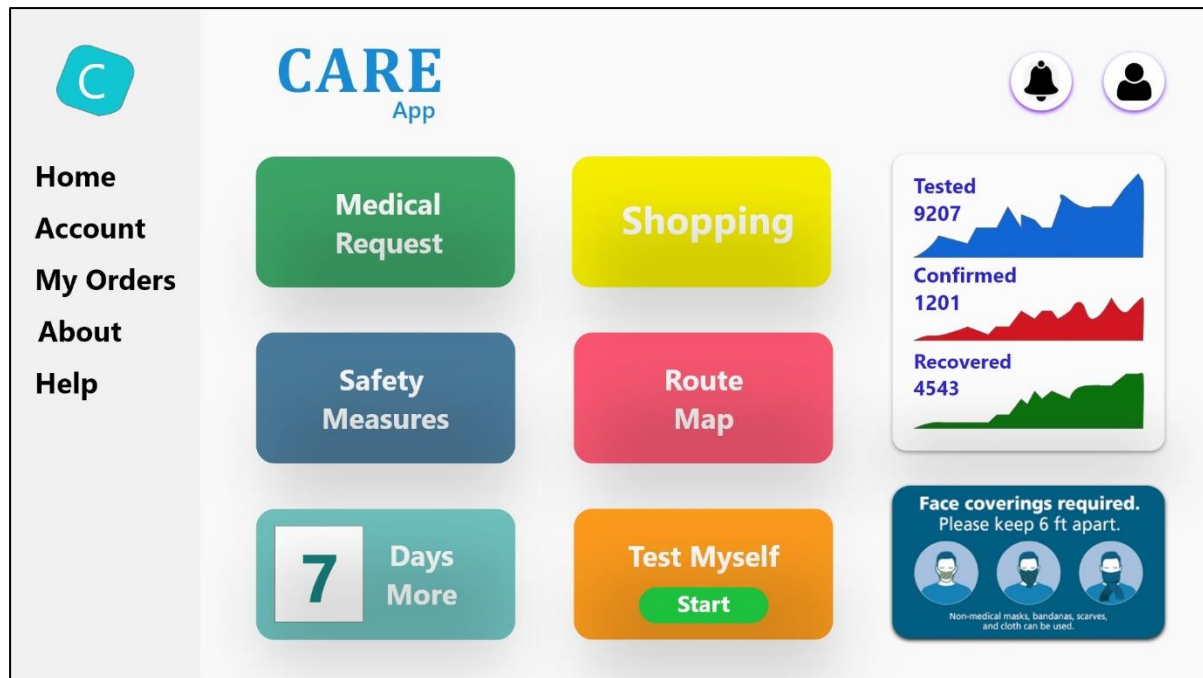 C
CARE
App
Home
Account
My Orders
About
Help
Medical
Request
Shopping
Safety
Measures
Route
Map
7
Days
More
Test Myself
Start
Tested
9207
Confirmed
1201
Recovered
4543
Face coverings required.
Please keep 6 ft apart.
Non-medical masks, bandanas, scarves,
and cloth can be used.